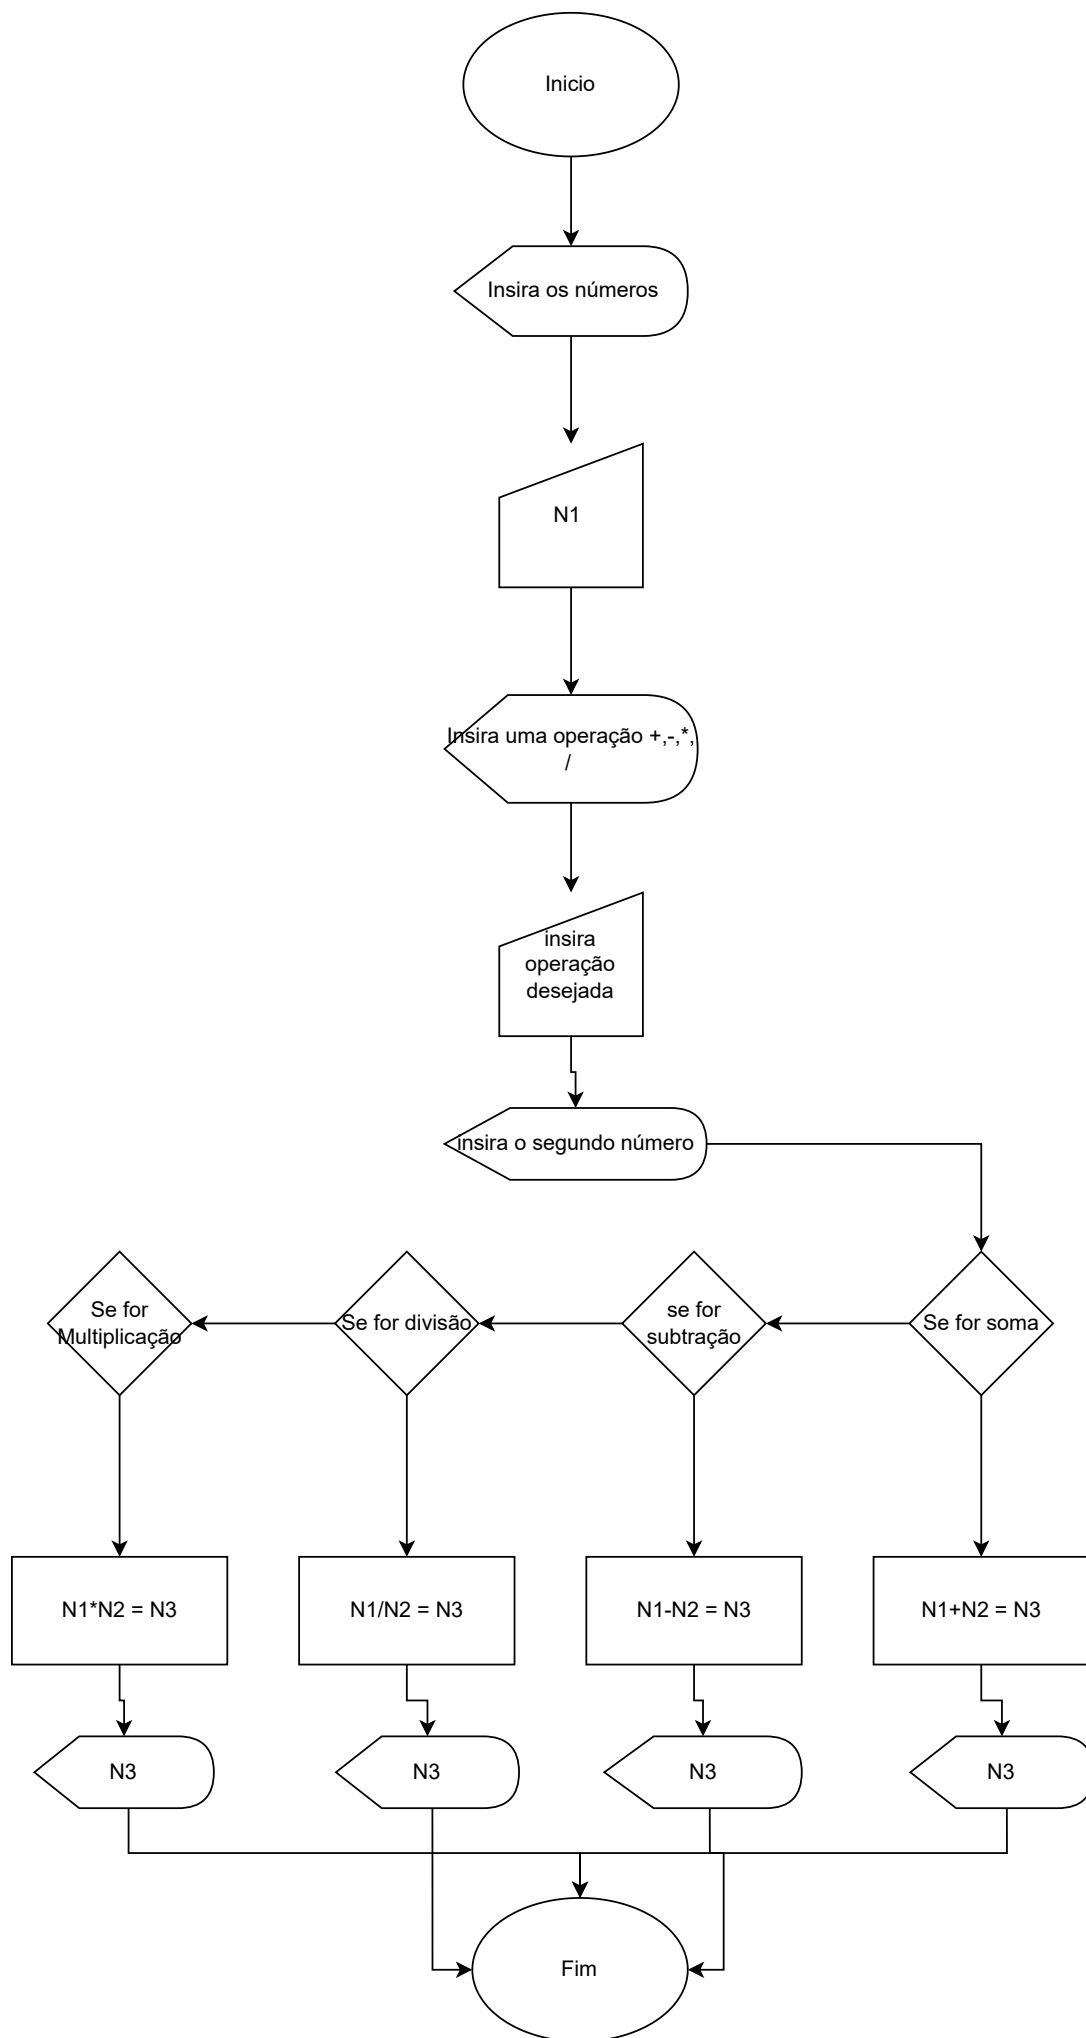 Inicio
Insira os números
N1
Insira uma operação +,-,*,
/
insira
operação
desejada
insira o segundo número
Se for
Multiplicação
Se for divisão
se for
subtração
Se for soma
N1*N2 = N3
N1/N2 = N3
N1-N2 = N3
N1+N2 = N3
N3
N3
N3
N3
Fim